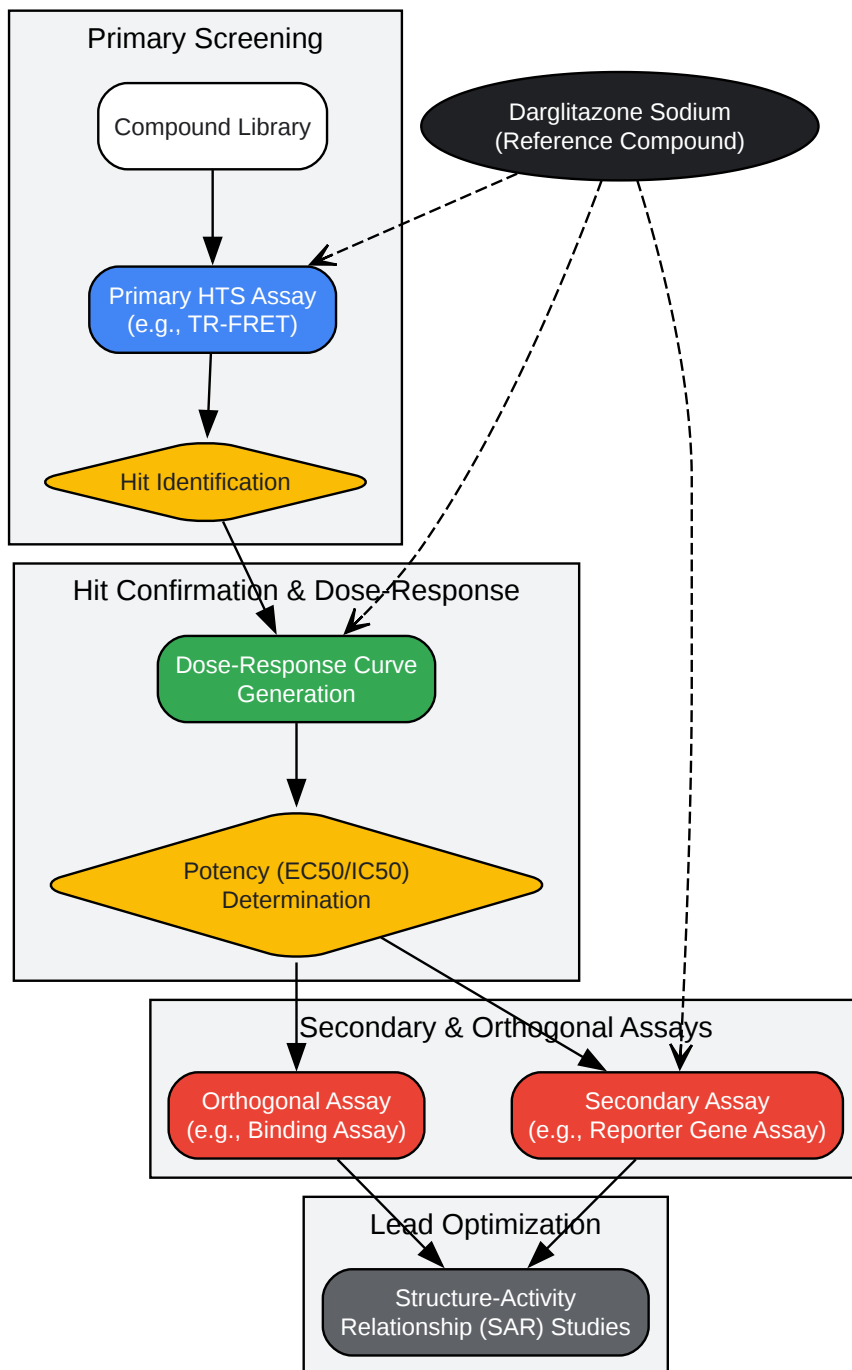 Primary Screening
Compound Library
Darglitazone Sodium
(Reference Compound)
Primary HTS Assay
(e.g., TR-FRET)
Hit Identification
Hit Confirmation & Dose-Response
Dose-Response Curve
Generation
Potency (EC50/IC50)
Determination
Secondary & Orthogonal Assays
Orthogonal Assay
(e.g., Binding Assay)
Secondary Assay
(e.g., Reporter Gene Assay)
Lead Optimization
Structure-Activity
Relationship (SAR) Studies